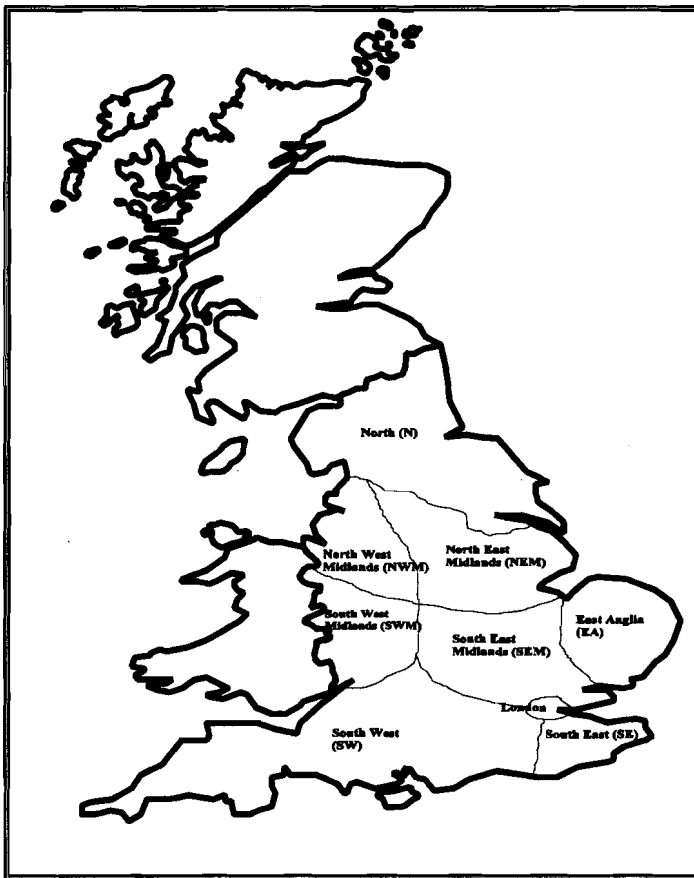 North (N)
North West
Midlands (NWM)
North East
Midlands (NEM)
South West
Midlands (SWM)
South East
Midlands (SEM)
East Anglia
(EA)
London
South West
(SW)
South East (SE)